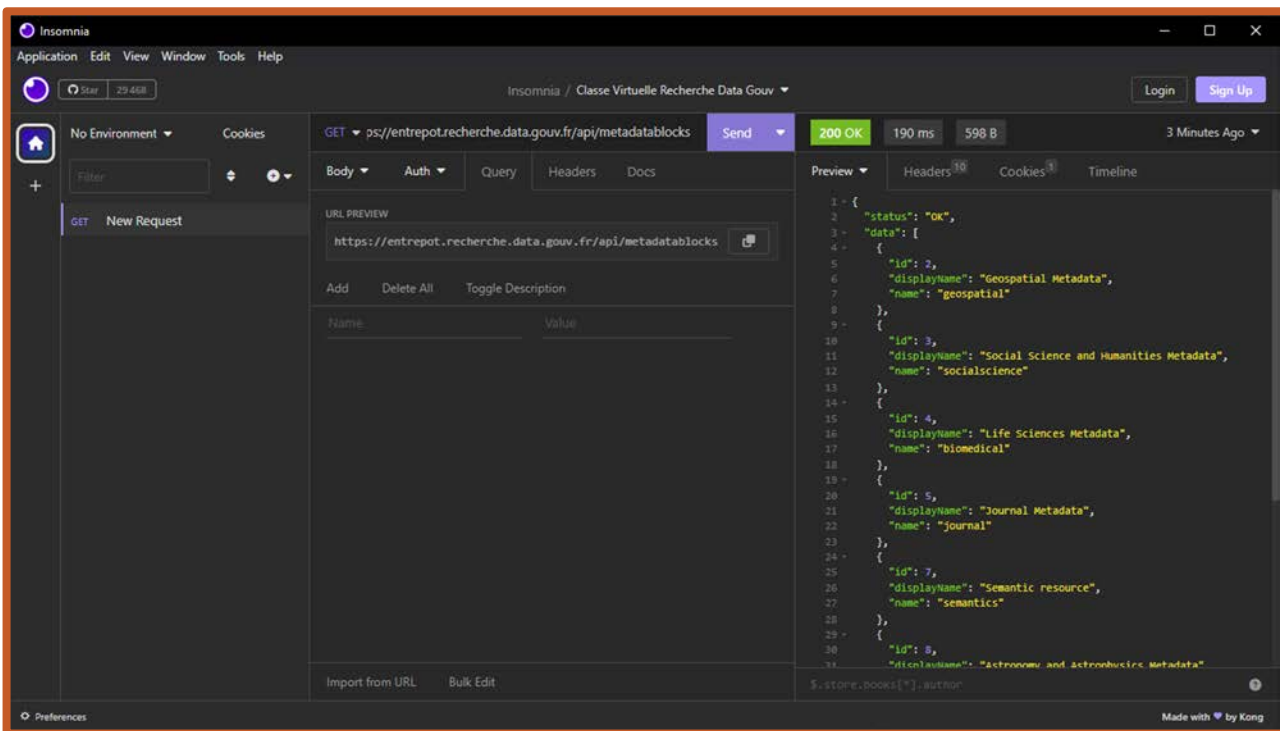 Insomnia
Application Edit View Window Tools Help
Star 29 468
Insomnia / Classe Virtuelle Recherche Data Gouv
Login Sign Up
No Environment Cookies
Filter
GET New Request
GET ps://entrepot.recherche.data.gouv.fr/api/metadatablocks Send
Body Auth Query Headers Docs
URL PREVIEW
https://entrepot.recherche.data.gouv.fr/api/metadatablocks
Add Delete All Toggle Description
Name Value
Import from URL Bulk Edit
200 OK 190 ms 598 B 3 Minutes Ago
Preview Headers 10 Cookies 1 Timeline
1 {
2 "status": "OK",
3 "data": [
4 {
5 "id": 2,
6 "displayName": "Geospatial Metadata",
7 "name": "geospatial"
8 },
9 {
10 "id": 3,
11 "displayName": "Social Science and Humanities Metadata",
12 "name": "socialscience"
13 },
14 {
15 "id": 4,
16 "displayName": "Life Sciences Metadata",
17 "name": "biomedical"
18 },
19 {
20 "id": 5,
21 "displayName": "Journal Metadata",
22 "name": "journal"
23 },
24 {
25 "id": 7,
26 "displayName": "Semantic resource",
27 "name": "semantics"
28 },
29 {
30 "id": 8,
31 "displayName": "Astronomy and Astrophysics Metadata"
$.store.books[*].author
Preferences
Made with by Kong